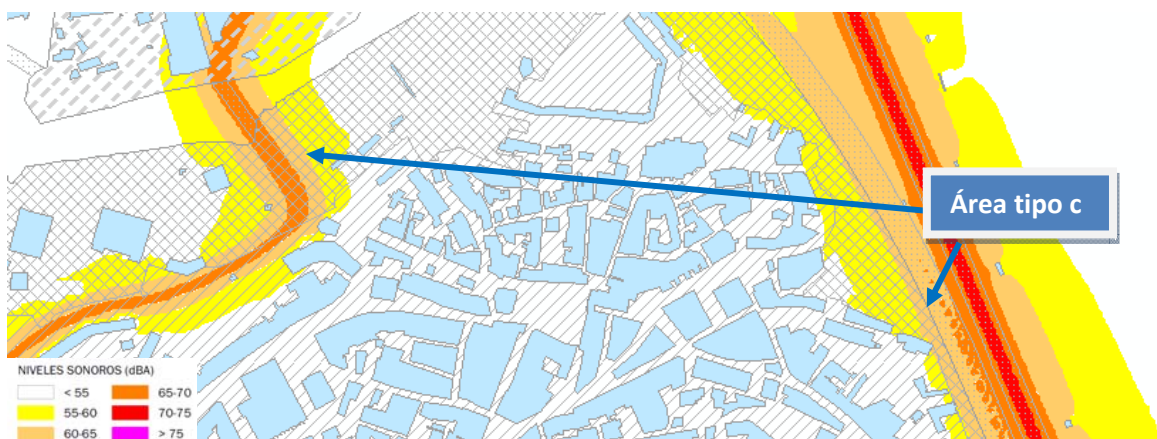 Área tipo c
NIVELES SONOROS (dBA)
< 55 65-70
55-60 70-75
60-65 > 75